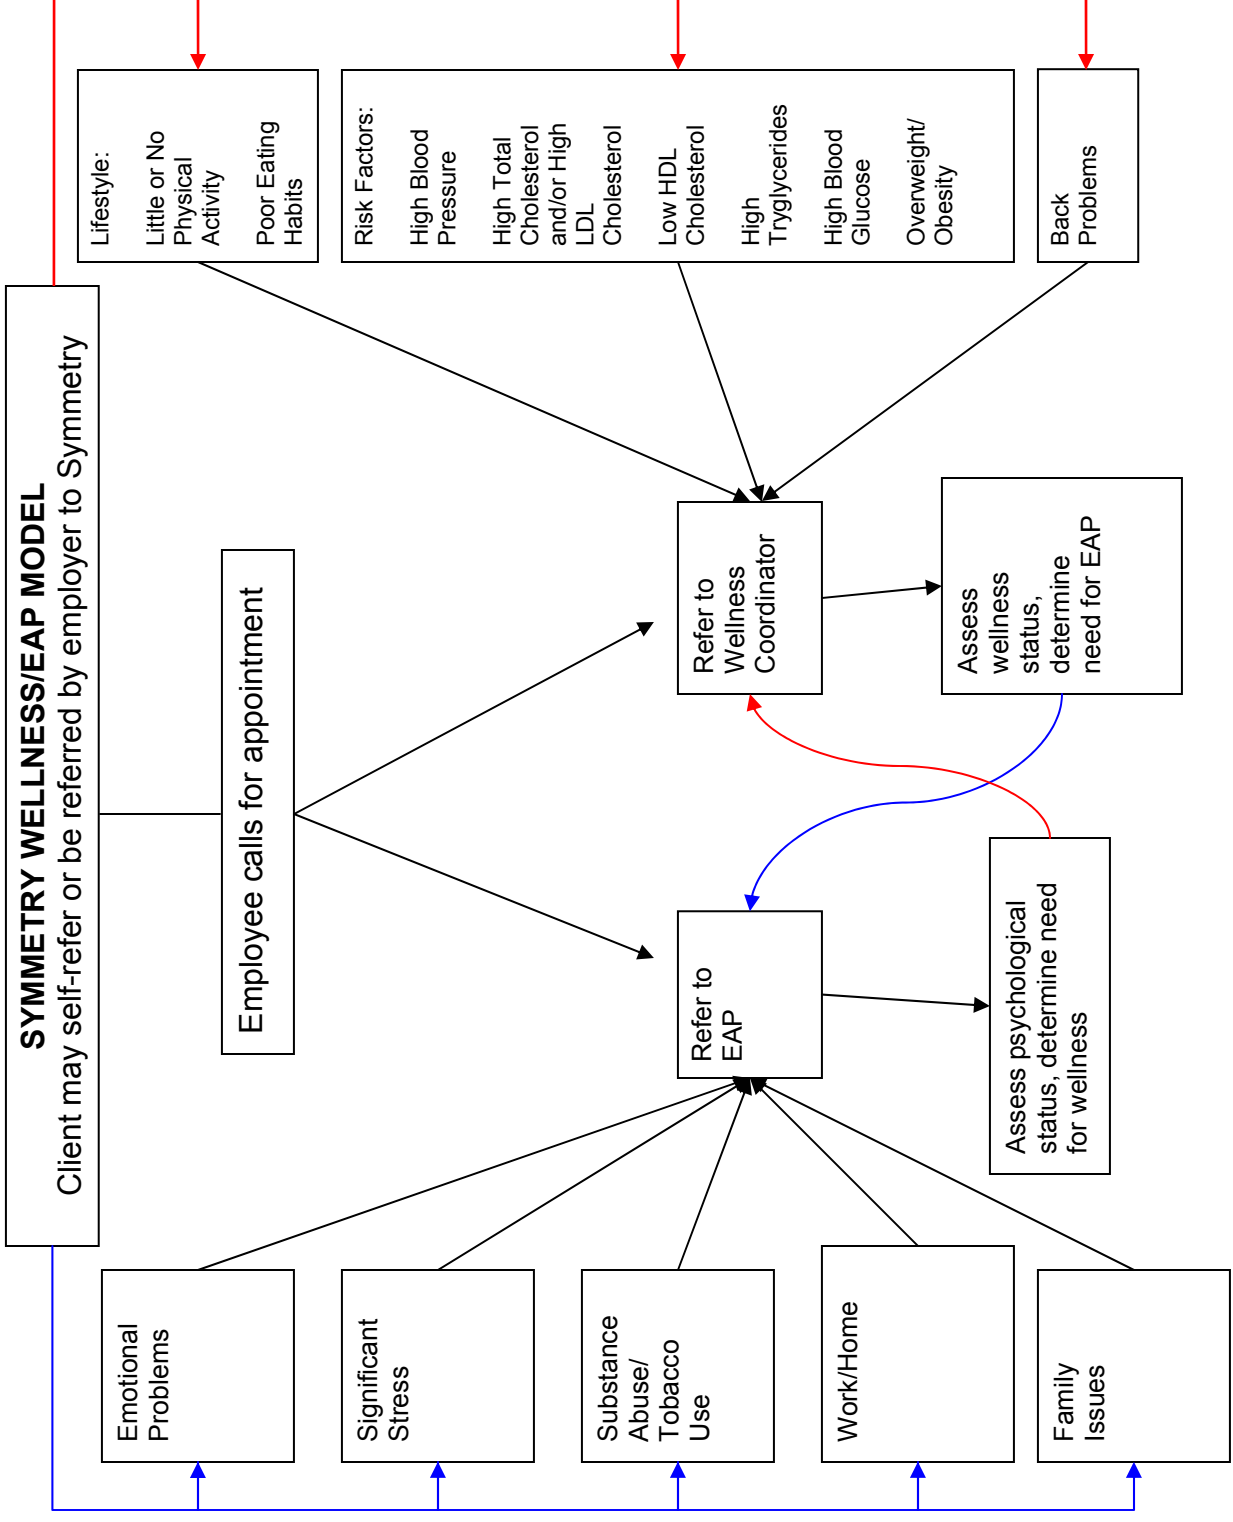 SYMMETRY WELLNESS/EAP MODEL
Client may self-refer or be referred by employer to Symmetry
Employee calls for appointment
Emotional
Problems
Significant
Stress
Substance
Abuse/
Tobacco
Use
Work/Home
Family
Issues
Refer to
EAP
Assess psychological
status, determine need
for wellness
Refer to
Wellness
Coordinator
Assess
wellness
status,
determine
need for EAP
Lifestyle:
Little or No
Physical
Activity
Poor Eating
Habits
Risk Factors:
High Blood
Pressure
High Total
Cholesterol
and/or High
LDL
Cholesterol
Low HDL
Cholesterol
High
Tryglycerides
High Blood
Glucose
Overweight/
Obesity
Back
Problems